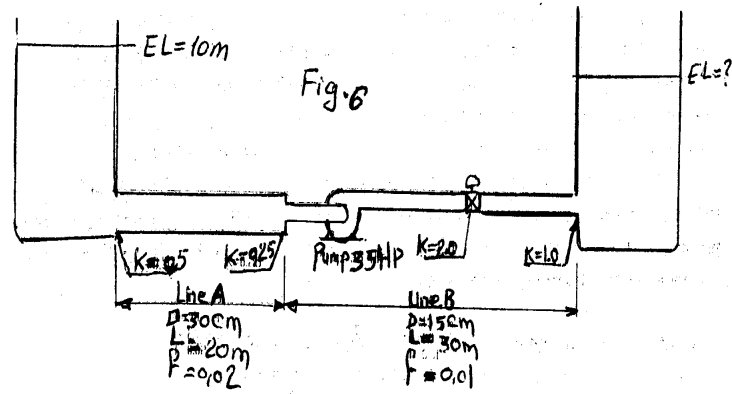 EL=10m
EL=?
Fig.6
K=0.5
K=0.25
Pump 35HP
K=2.0
K=1.0
Line A
D=30cm
L=20m
f=0,02
Line B
D=15cm
L=30m
f=0,01